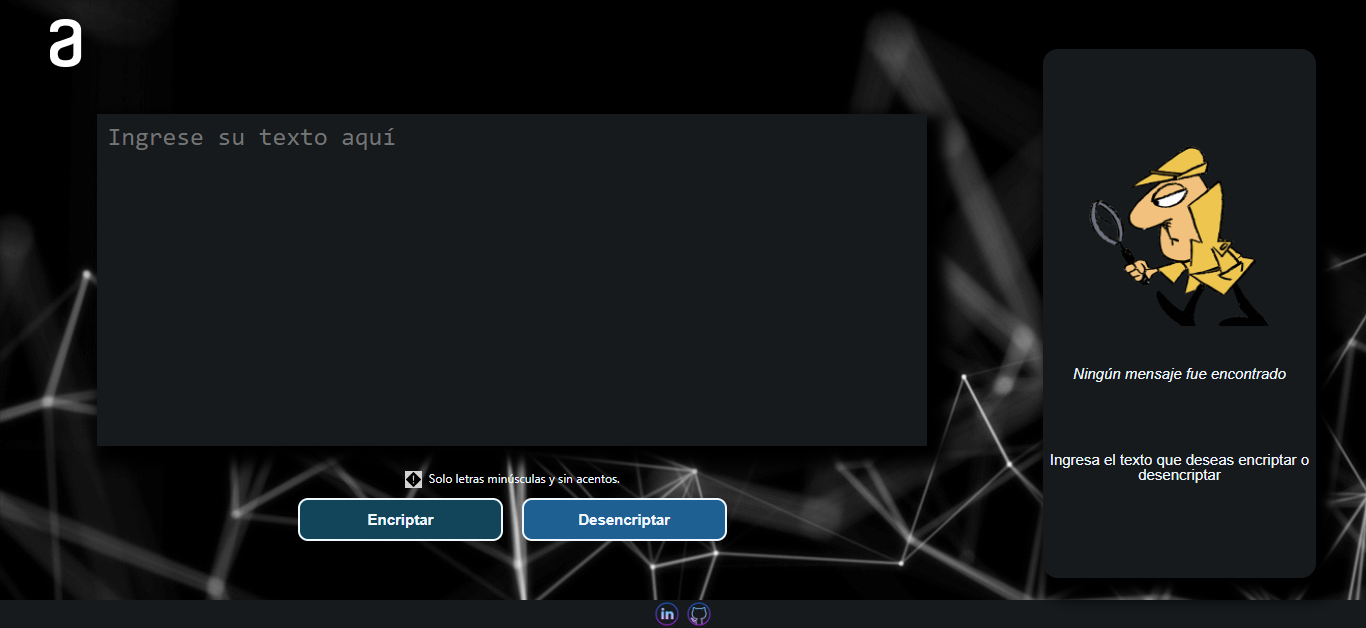 a
Ingrese su texto aquí
Solo letras minúsculas y sin acentos.
Encriptar
Desencriptar
Ningún mensaje fue encontrado
Ingresa el texto que deseas encriptar o
desencriptar
in